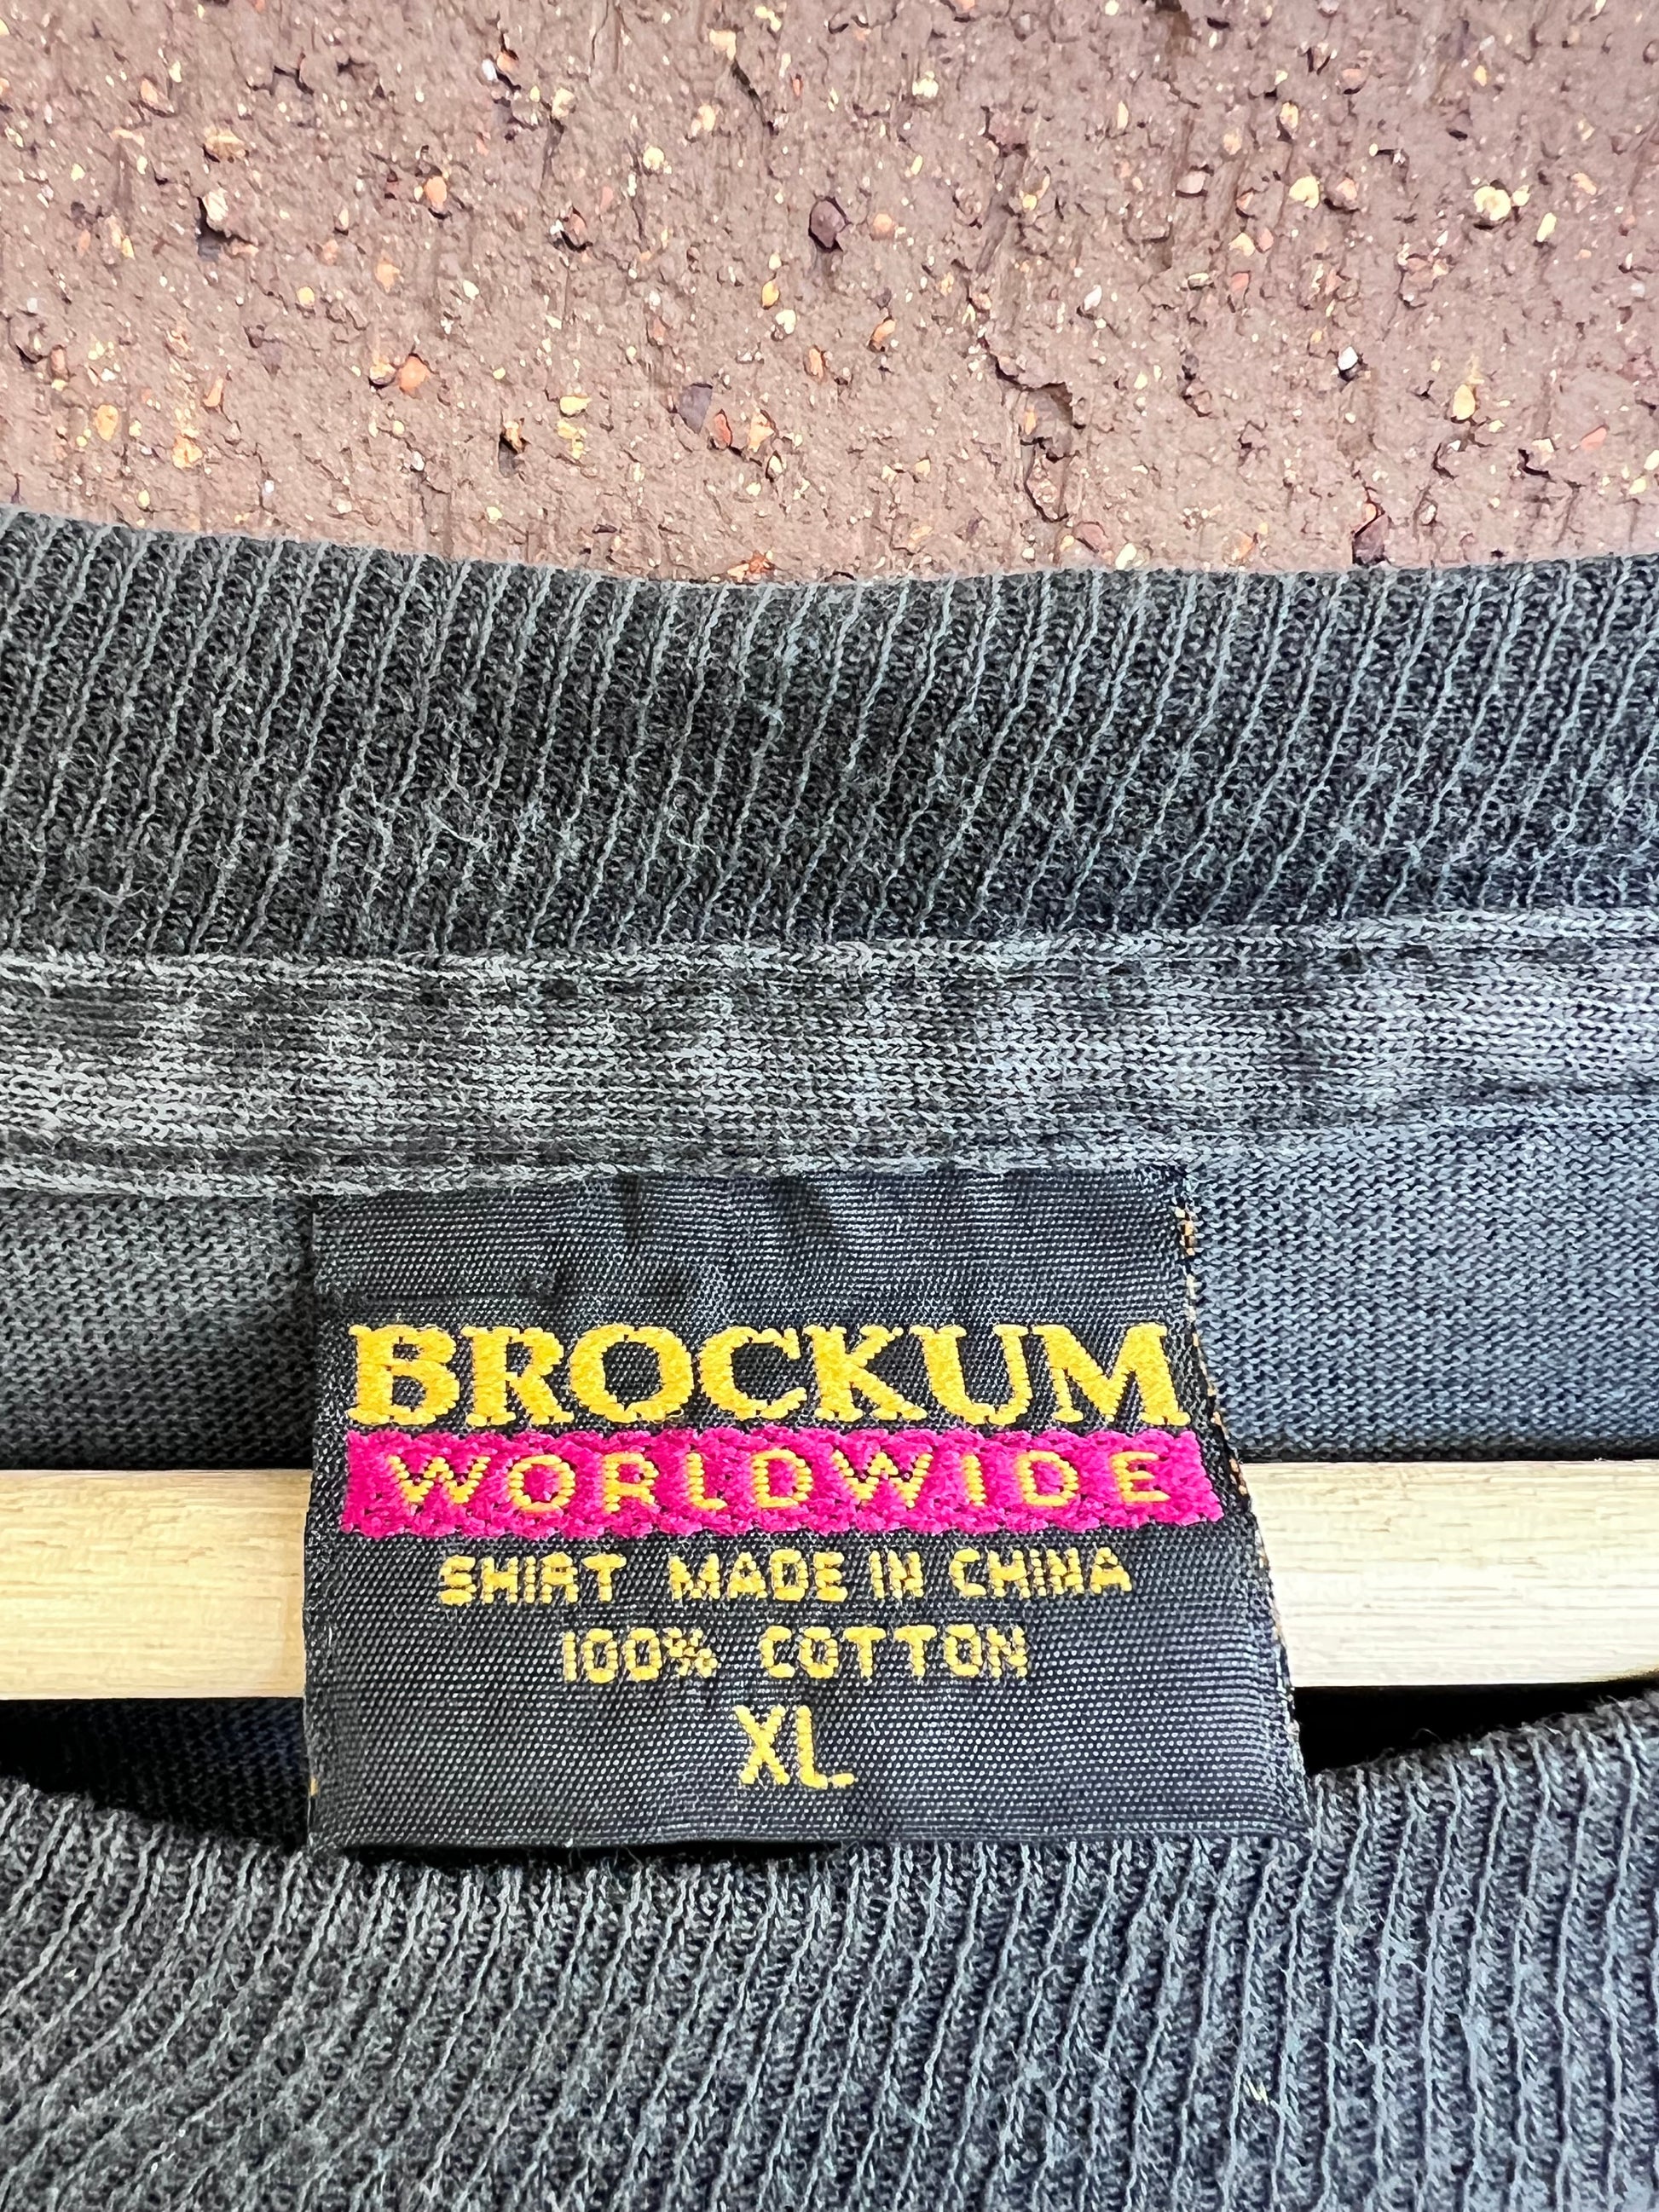 BROCKUM
WORLDWIDE
SHIRT MADE IN CHINA
100% COTTON
XL